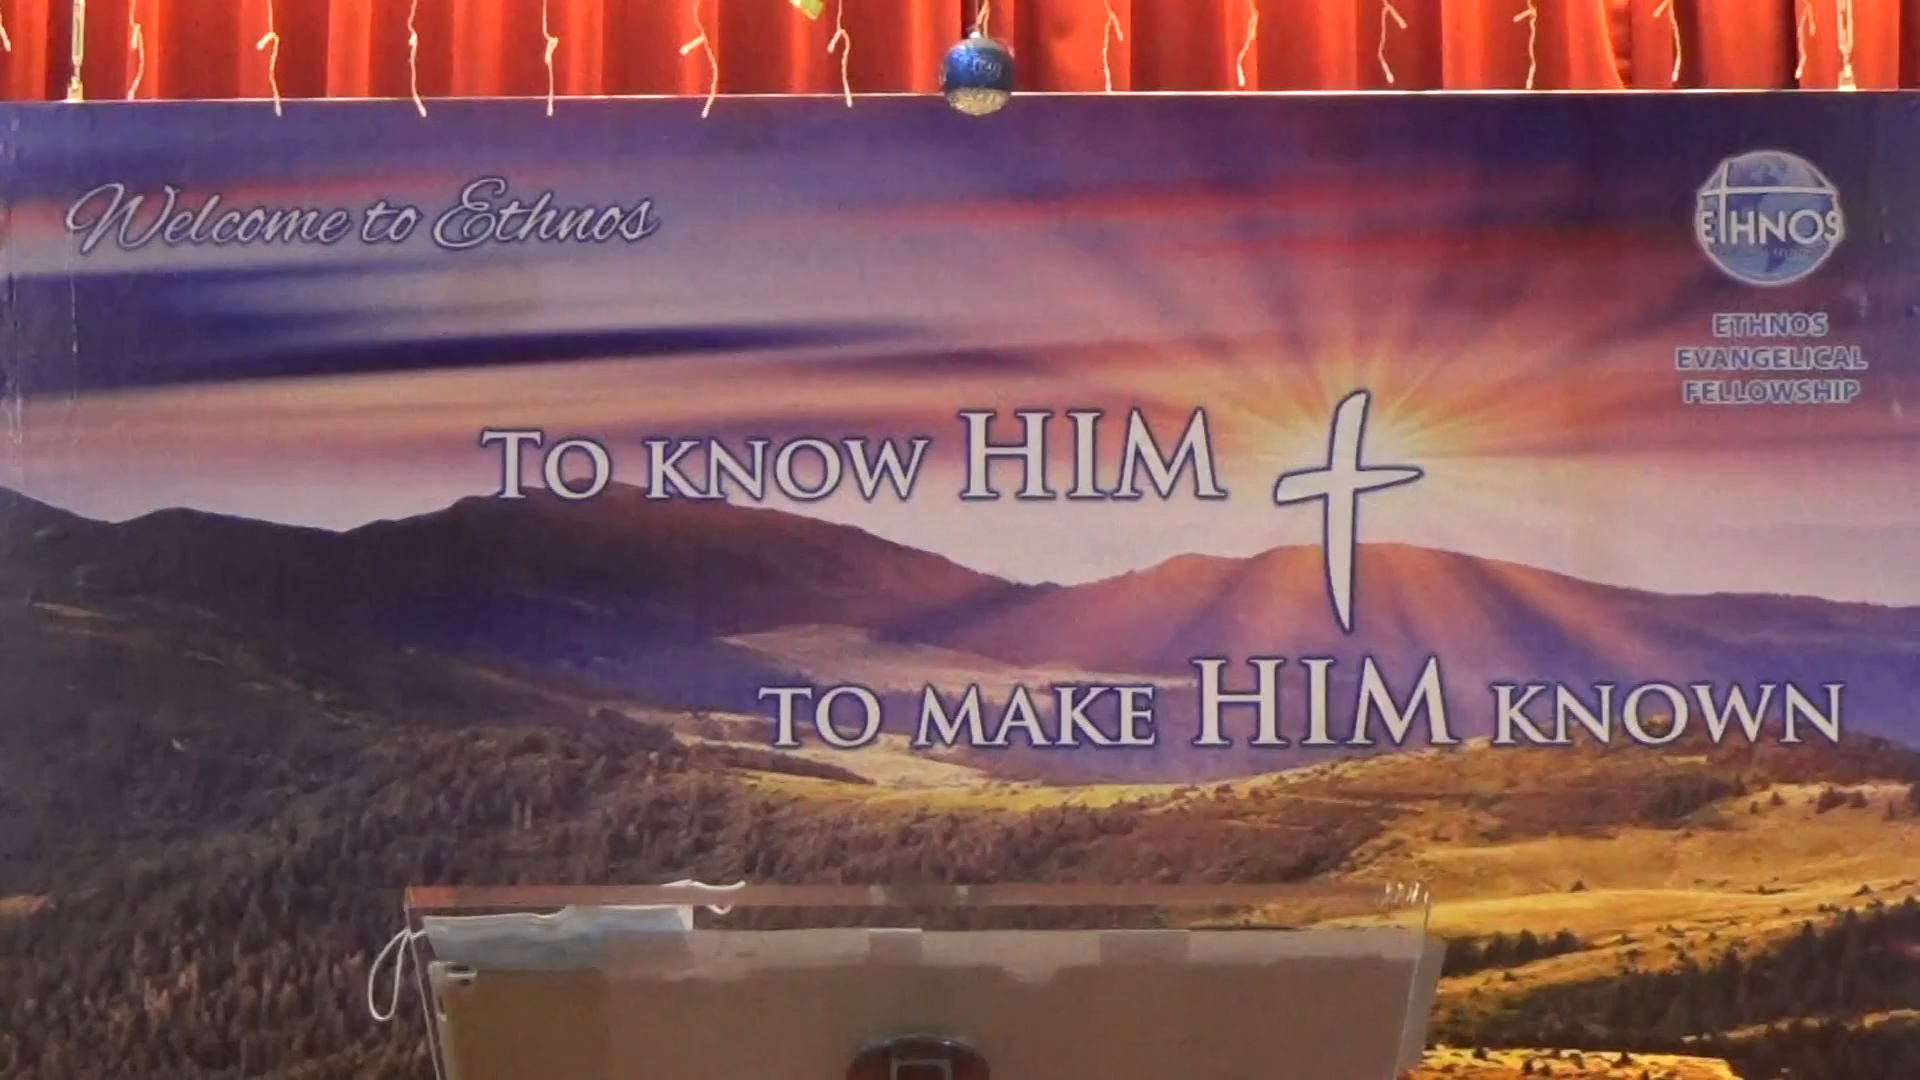 Welcome to Ethnos
ETHNOS
ETHNOS
EVANGELICAL
FELLOWSHIP
TO KNOW HIM
TO MAKE HIM KNOWN